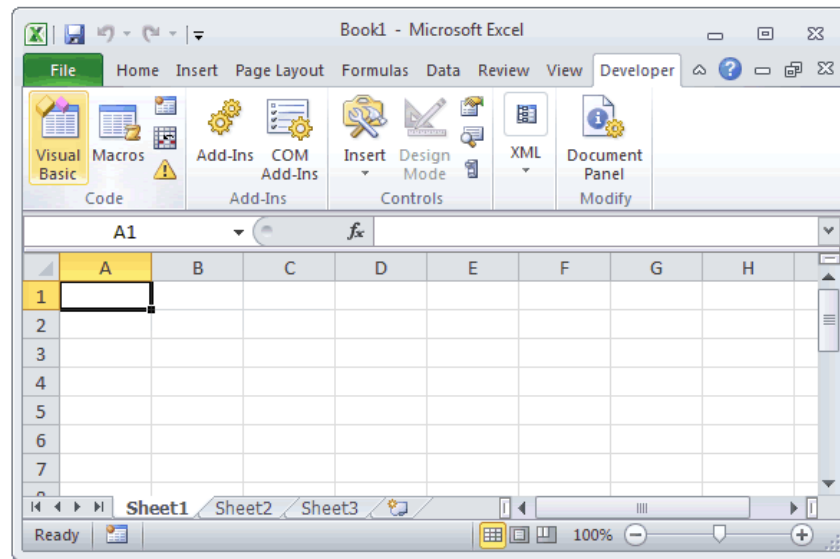 Book1 - Microsoft Excel
File Home Insert Page Layout Formulas Data Review View Developer
Visual Basic Macros Add-Ins COM Add-Ins Insert Design Mode XML Document Panel
Code Add-Ins Controls Modify
A1 fx
A B C D E F G H
1
2
3
4
5
6
7
Sheet1 Sheet2 Sheet3
Ready 100%